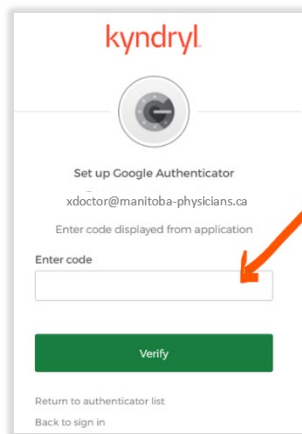 kyndryl
Set up Google Authenticator
xdoctor@manitoba-physicians.ca
Enter code displayed from application
Enter code
Verify
Return to authenticator list
Back to sign in